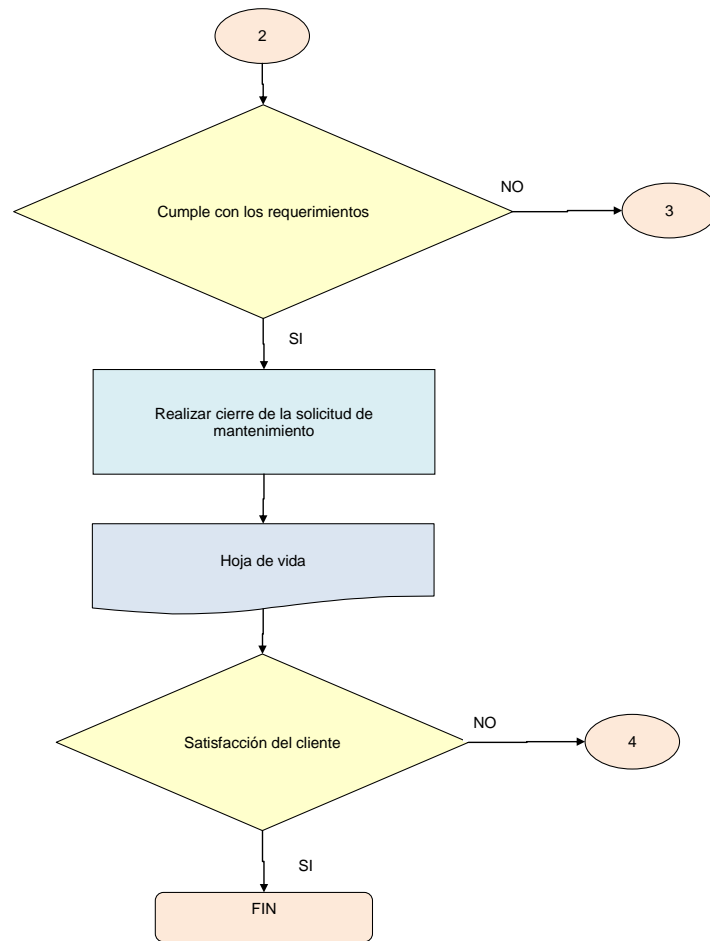 2
Cumple con los requerimientos
NO
3
SI
Realizar cierre de la solicitud de
mantenimiento
Hoja de vida
Satisfacción del cliente
NO
4
SI
FIN